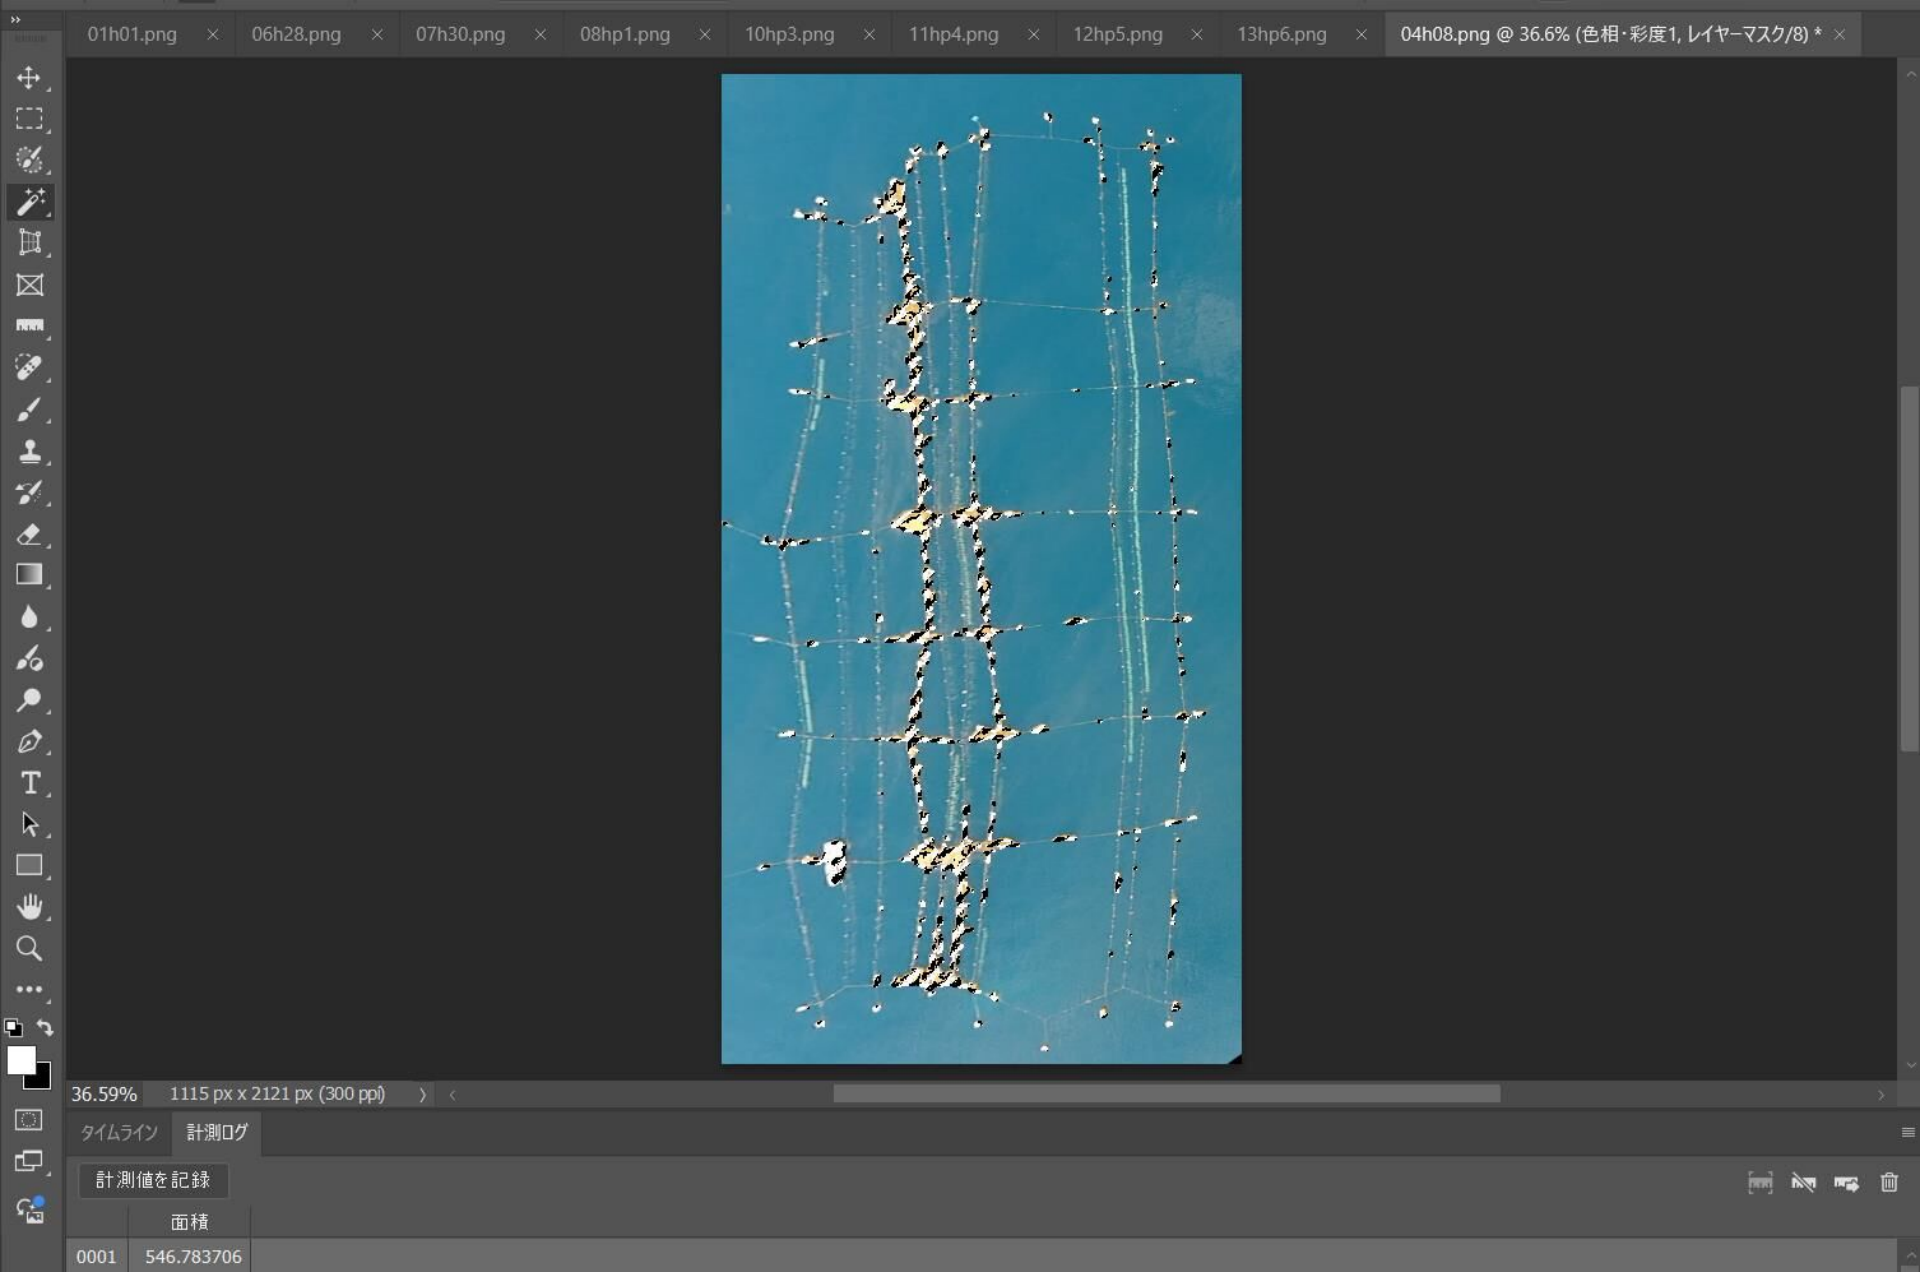 01h01.png × 06h28.png × 07h30.png × 08hp1.png × 10hp3.png × 11hp4.png × 12hp5.png × 13hp6.png × 04h08.png @ 36.6% (色相・彩度1, レイヤーマスク/8) * ×
36.59% 1115 px x 2121 px (300 ppi)
タイムライン 計測ログ
計測値を記録
面積
0001 546.783706